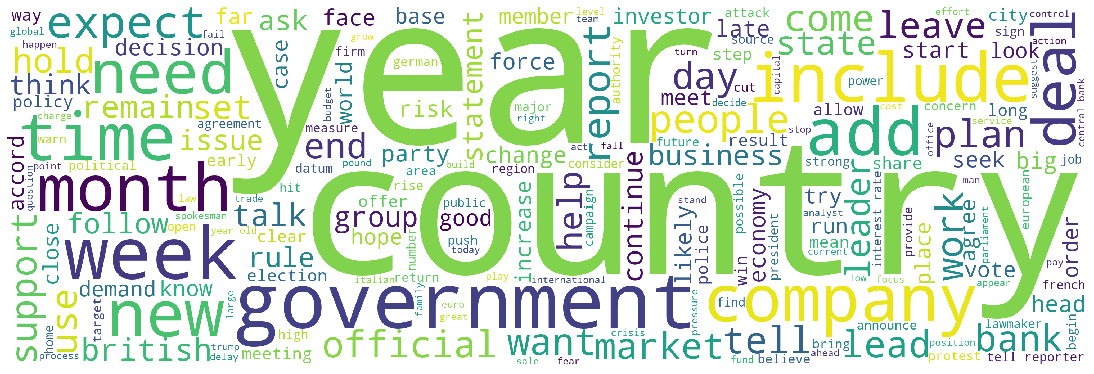 year
country
government
month
week
new
time
need
include
add
company
deal
people
plan
day
report
expect
hold
think
policy
remain
set
issue
early
political
support
use
close
follow
demand
know
british
talk
rule
election
meeting
official
want
market
tell
lead
bank
tell reporter
head
order
french
vote
agree
place
work
leader
run
mean
try
economy
win
police
likely
president
possible
help
continue
group
good
hope
offer
party
end
world
risk
case
decision
ask
face
base
far
way
global
happen
fail
firm
grow
german
budget
measure
agreement
charge
warn
point
question
accord
law
open
spokesman
trade
hit
clear
year old
target
home
process
trump
delay
large
high
italian
return
number
family
euro
great
play
today
push
public
rise
area
datum
pound
act
build
region
change
increase
statement
major
right
force
member
level
team
attack
investor
late
source
step
authority
meet
turn
cut
decide
capital
state
come
leave
start
look
city
sign
control
action
effort
suggest
central bank
power
allow
concern
cost
long
service
office
job
big
seek
share
strong
stop
result
future
business
consider
fall
campaign
stand
international
pressure
crisis
fund
fear
sale
believe
bring
ahead
find
announce
current
analyst
interest rate
provide
parliament
man
european
pay
appear
low
focus
position
lawmaker
protest
begin